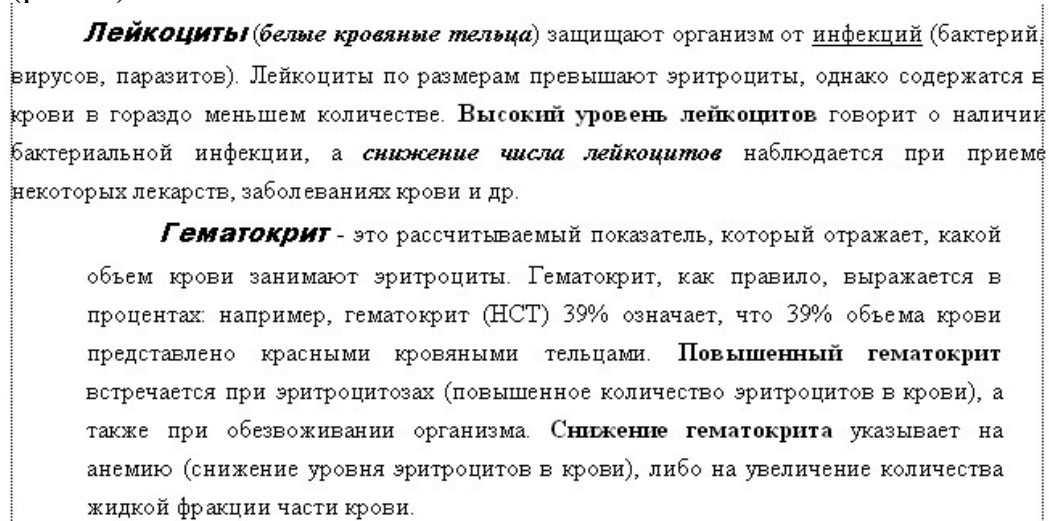 Лейкоциты (белые кровяные тельца) защищают организм от инфекций (бактерий,
вирусов, паразитов). Лейкоциты по размерам превышают эритроциты, однако содержатся в
крови в гораздо меньшем количестве. Высокий уровень лейкоцитов говорит о наличии
бактериальной инфекции, а снижение числа лейкоцитов наблюдается при приеме
некоторых лекарств, заболеваниях крови и др.
Гематокрит - это рассчитываемый показатель, который отражает, какой
объем крови занимают эритроциты. Гематокрит, как правило, выражается в
процентах: например, гематокрит (НСТ) 39% означает, что 39% объема крови
представлено красными кровяными тельцами. Повышенный гематокрит
встречается при эритроцитозах (повышенное количество эритроцитов в крови), а
также при обезвоживании организма. Снижение гематокрита указывает на
анемию (снижение уровня эритроцитов в крови), либо на увеличение количества
жидкой фракции части крови.